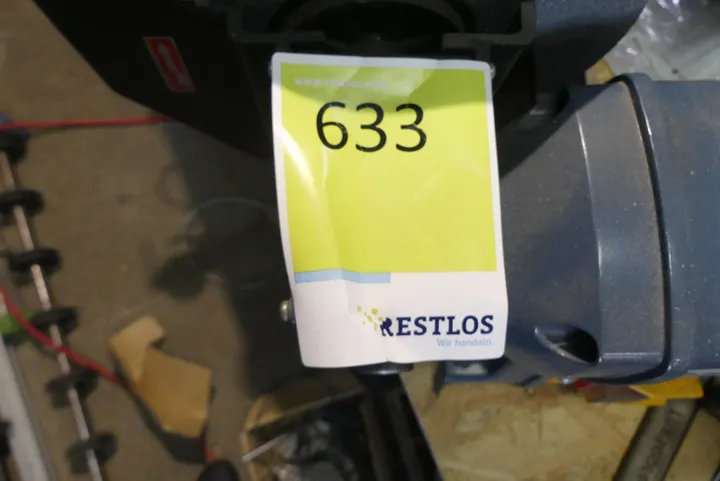 633
RESTLOS
Wir handeln.